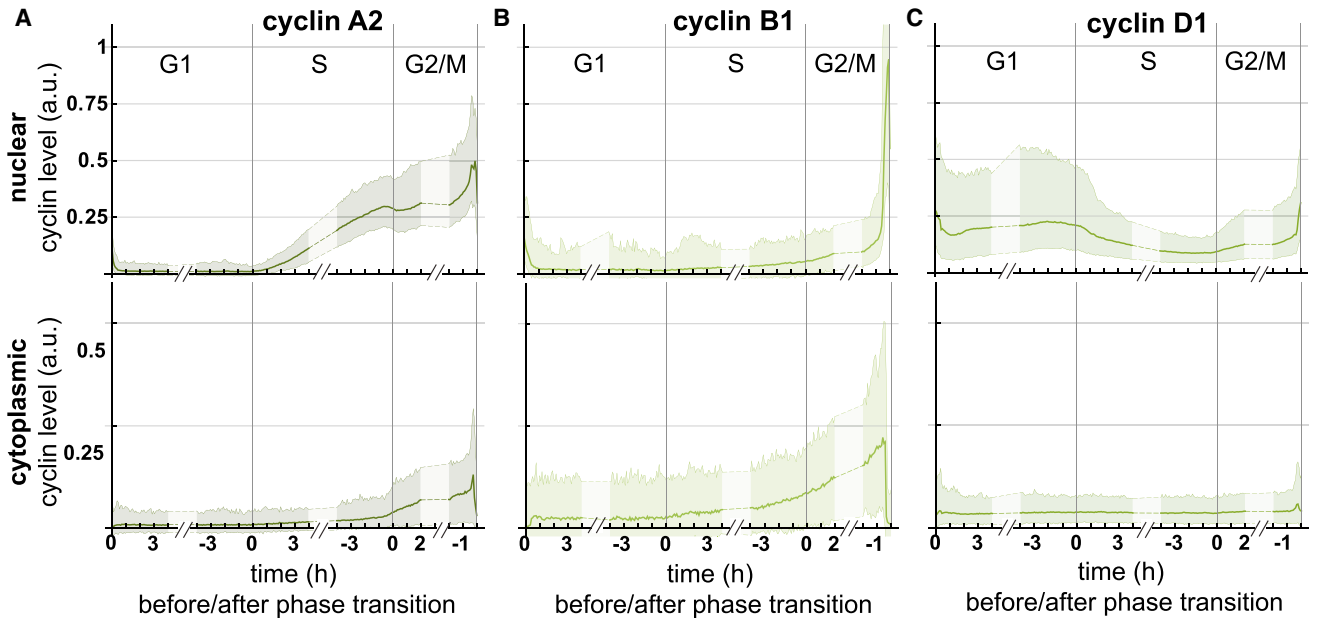 A
cyclin A2
B
cyclin B1
C
cyclin D1
nuclear
cyclin level (a.u.)
1
0.75
0.5
0.25
G1 S G2/M
G1 S G2/M
G1 S G2/M
cytoplasmic
cyclin level (a.u.)
0.5
0.25
0 3 -3 0 3 -3 0 2 -1
0 3 -3 0 3 -3 0 2 -1
0 3 -3 0 3 -3 0 2 -1
time (h)
before/after phase transition
time (h)
before/after phase transition
time (h)
before/after phase transition